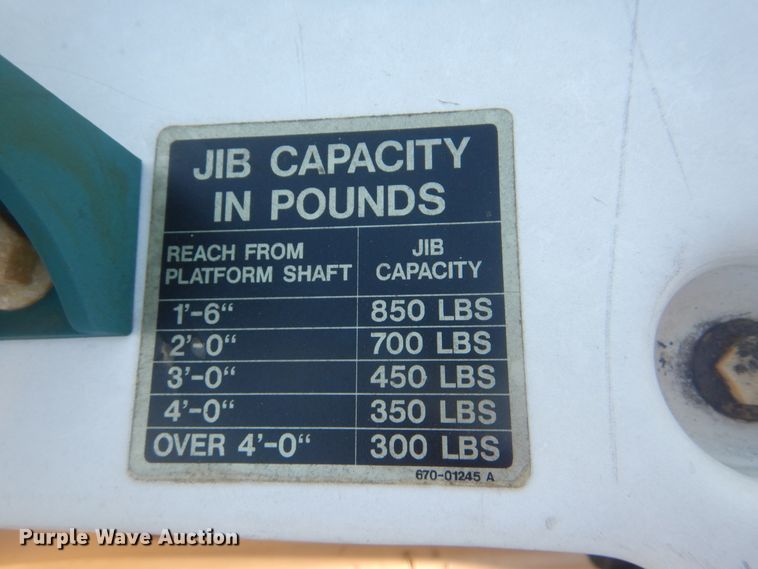 JIB CAPACITY
IN POUNDS
REACH FROM
PLATFORM SHAFT
JIB
CAPACITY
1'-6" 850 LBS
2'-0" 700 LBS
3'-0" 450 LBS
4'-0" 350 LBS
OVER 4'-0" 300 LBS
670-01245 A
Purple Wave Auction